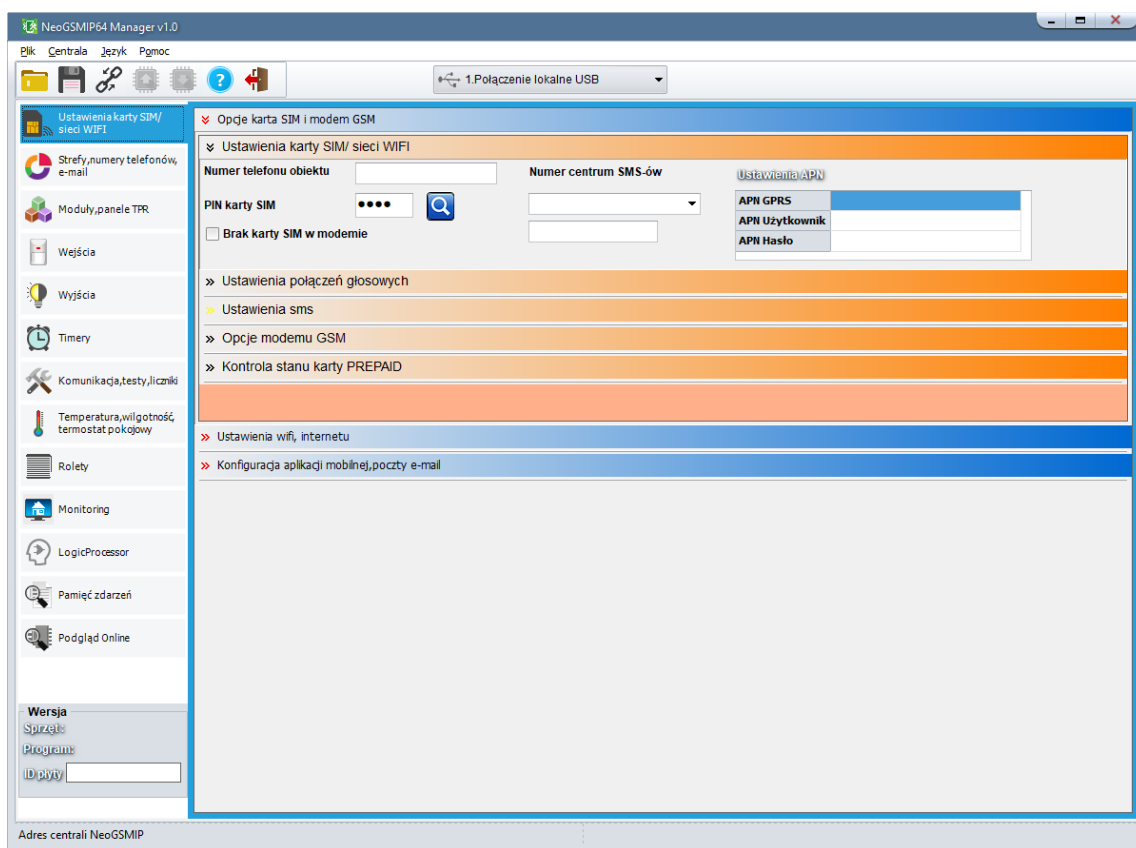 NeoGSMIP64 Manager v1.0
Plik Centrala Język Pomoc
1.Połączenie lokalne USB
Ustawienia karty SIM/
sieci WIFI
Strefy,numery telefonów,
e-mail
Moduły,panele TPR
Wejścia
Wyjścia
Timery
Komunikacja,testy,liczniki
Temperatura,wilgotność,
termostat pokojowy
Rolety
Monitoring
LogicProcessor
Pamięć zdarzeń
Podgląd Online
Wersja
Sprzęt:
Program:
ID płyty
Opcje karta SIM i modem GSM
Ustawienia karty SIM/ sieci WIFI
Numer telefonu obiektu
Numer centrum SMS-ów
Ustawienia APN
PIN karty SIM
APN GPRS
APN Użytkownik
APN Hasło
Brak karty SIM w modemie
Ustawienia połączeń głosowych
Ustawienia sms
Opcje modemu GSM
Kontrola stanu karty PREPAID
Ustawienia wifi, internetu
Konfiguracja aplikacji mobilnej,poczty e-mail
Adres centrali NeoGSMIP